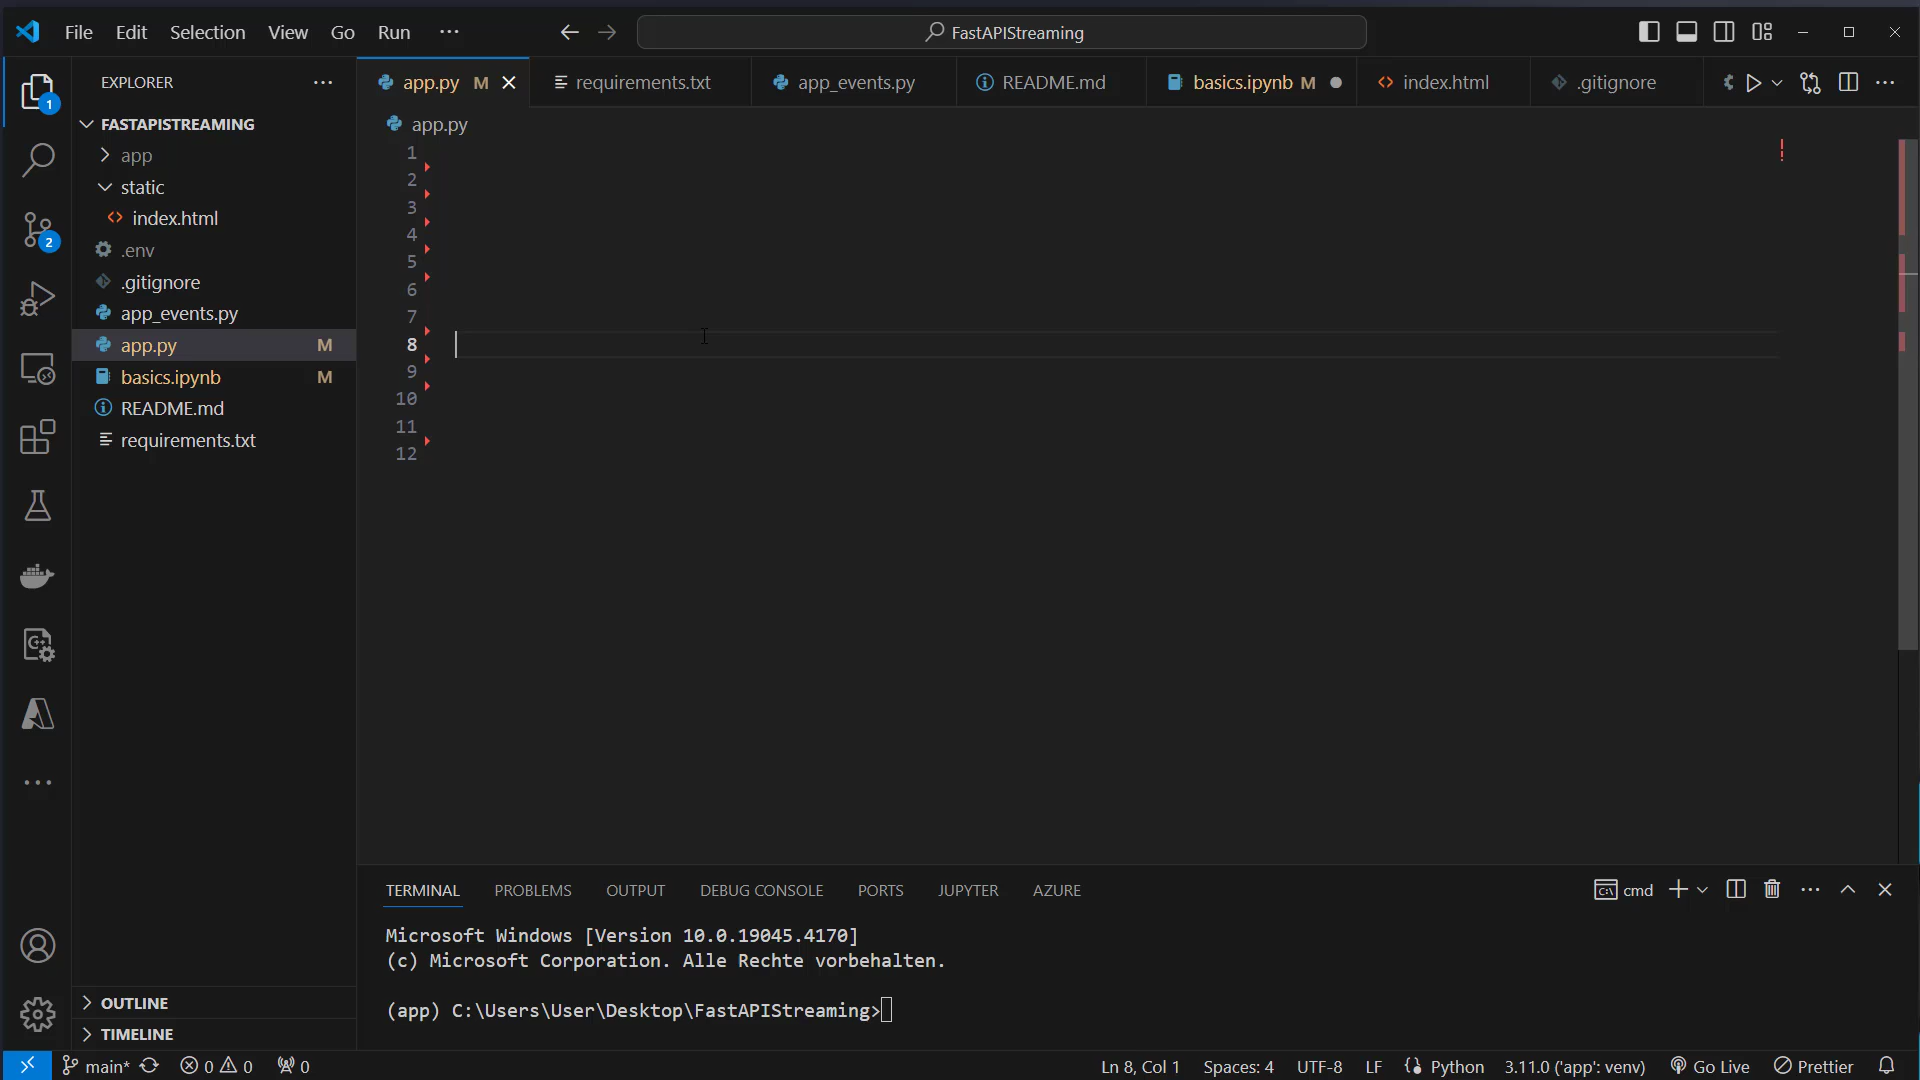 File Edit Selection View Go Run ···
FastAPIStreaming
EXPLORER
FASTAPISTREAMING
app
static
index.html
.env
.gitignore
app_events.py
app.py M
basics.ipynb M
README.md
requirements.txt
OUTLINE
TIMELINE
1
2
app.py M
requirements.txt
app_events.py
README.md
basics.ipynb M
index.html
.gitignore
app.py
1
2
3
4
5
6
7
8
9
10
11
12
TERMINAL PROBLEMS OUTPUT DEBUG CONSOLE PORTS JUPYTER AZURE
cmd
Microsoft Windows [Version 10.0.19045.4170]
(c) Microsoft Corporation. Alle Rechte vorbehalten.
(app) C:\Users\User\Desktop\FastAPIStreaming>
main* 0 0 0
Ln 8, Col 1 Spaces: 4 UTF-8 LF Python 3.11.0 ('app': venv) Go Live Prettier